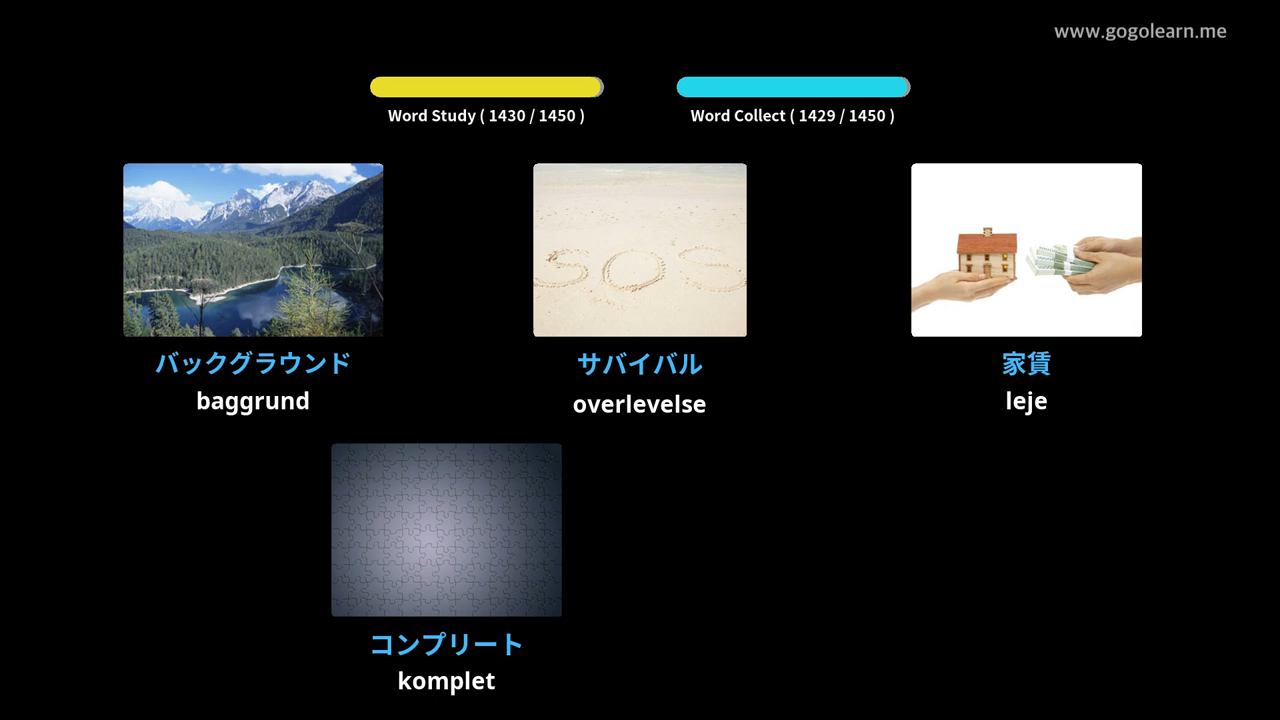 www.gogolearn.me
Word Study ( 1430 / 1450 )
Word Collect ( 1429 / 1450 )
SOS
バックグラウンド
baggrund
サバイバル
overlevelse
家賃
leje
コンプリート
komplet